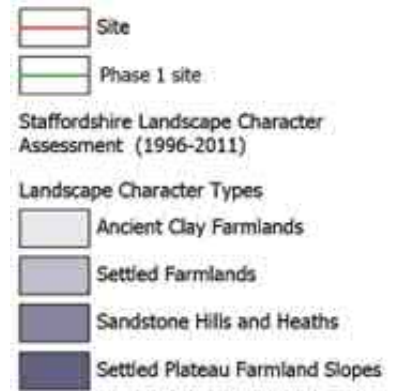 Site
Phase 1 site
Staffordshire Landscape Character
Assessment (1996-2011)
Landscape Character Types
Ancient Clay Farmlands
Settled Farmlands
Sandstone Hills and Heaths
Settled Plateau Farmland Slopes